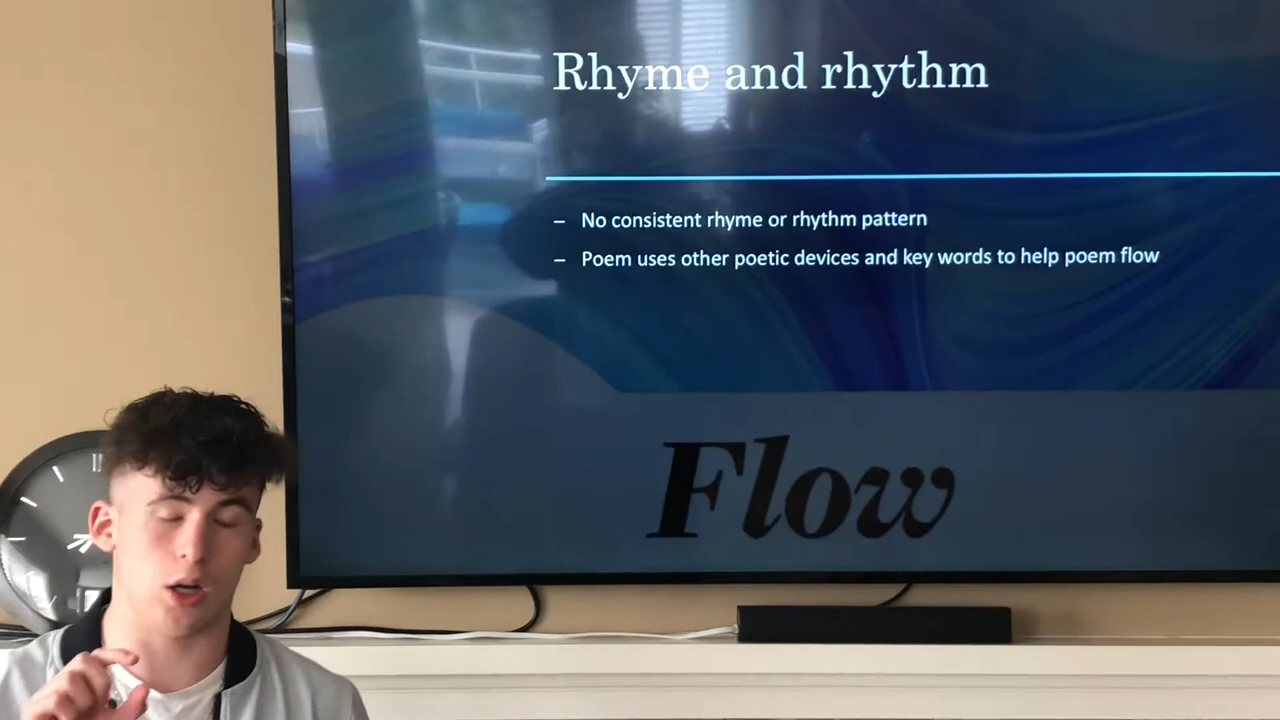 Rhyme and rhythm
– No consistent rhyme or rhythm pattern
– Poem uses other poetic devices and key words to help poem flow
Flow